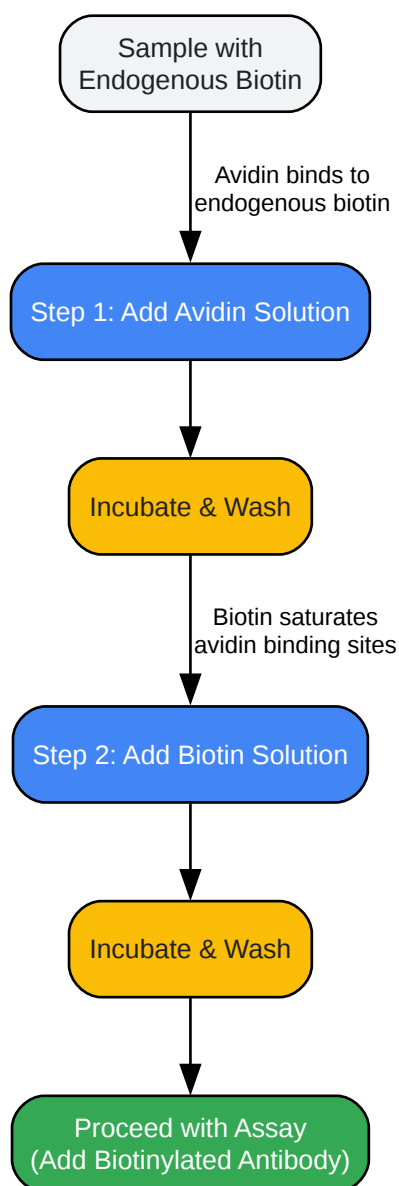 Sample with
Endogenous Biotin
Avidin binds to
endogenous biotin
Step 1: Add Avidin Solution
Incubate & Wash
Biotin saturates
avidin binding sites
Step 2: Add Biotin Solution
Incubate & Wash
Proceed with Assay
(Add Biotinylated Antibody)